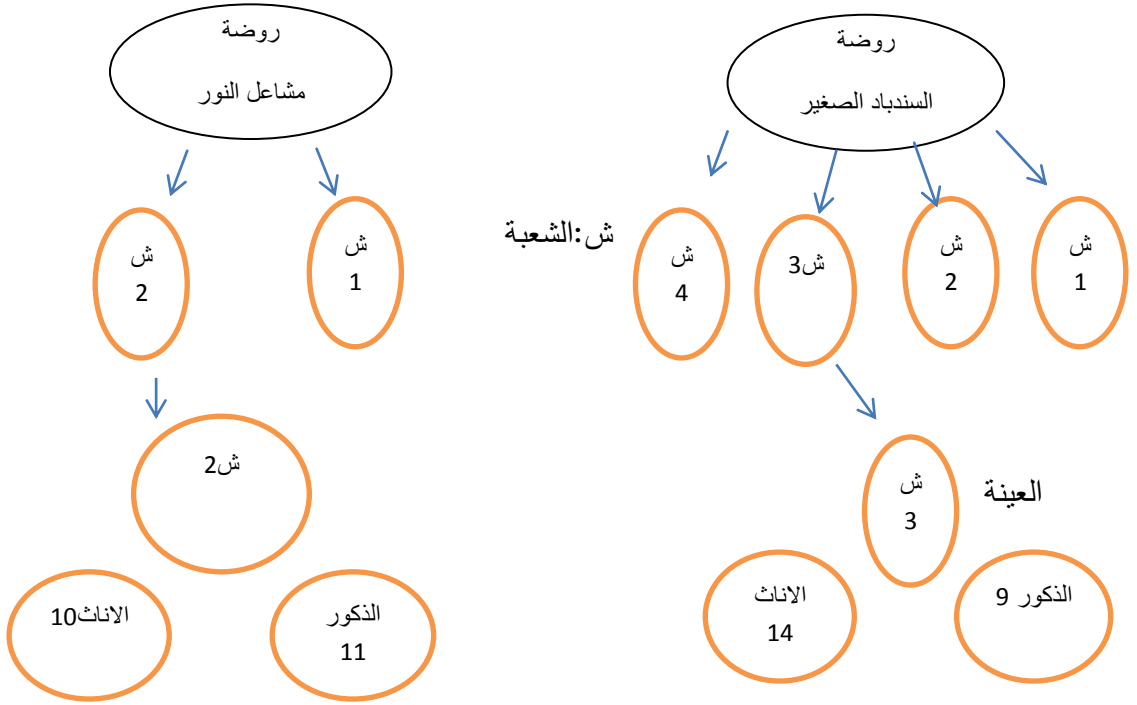 روضة
السندباد الصغير
روضة
مشاعل النور
ش
1
ش
2
ش3
ش
4
ش:الشعبة
ش
1
ش
2
العينة
ش
3
الذكور 9
الاناث
14
ش2
الذكور
11
الاناث10